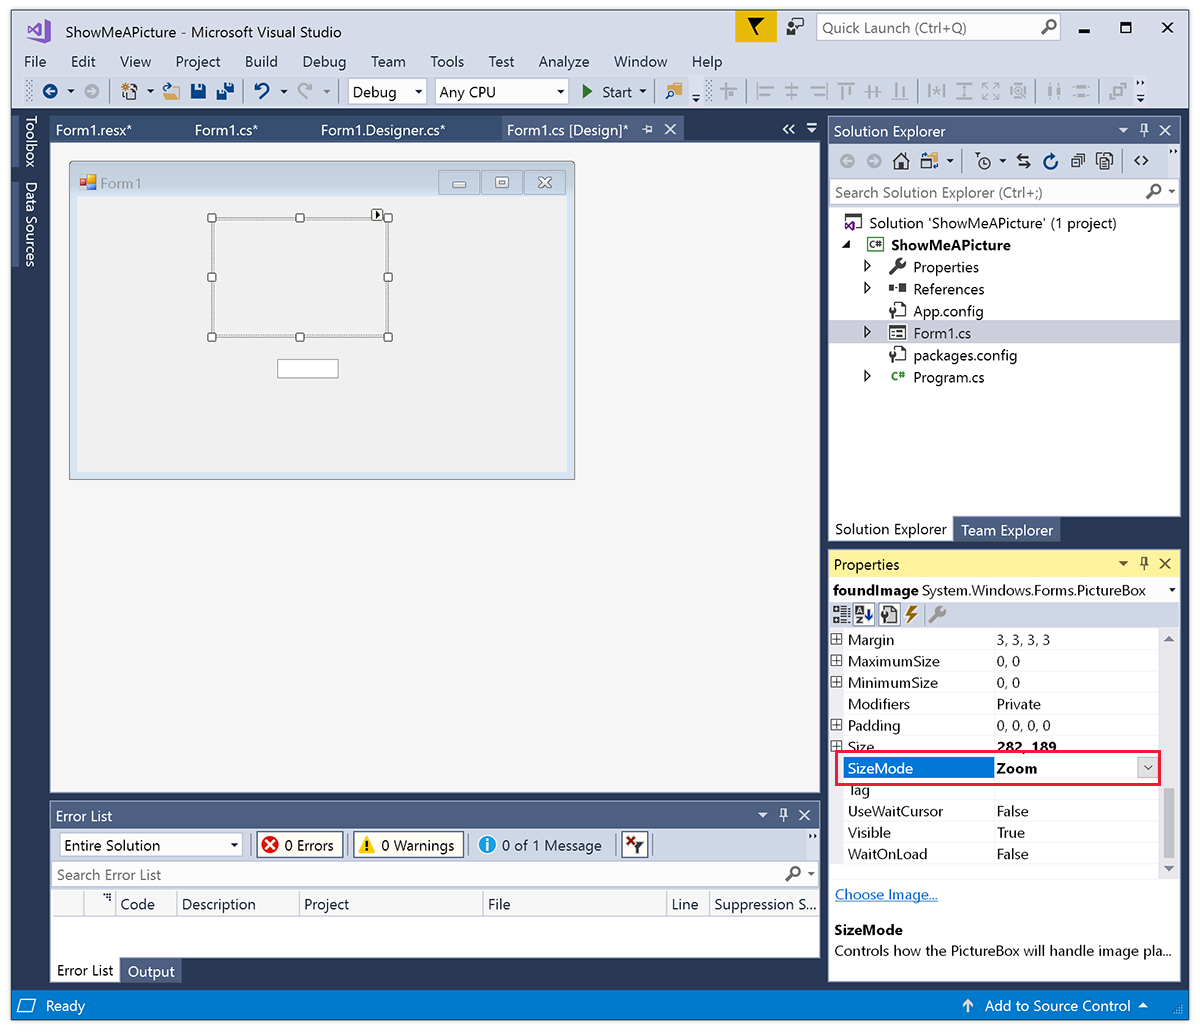 ShowMeAPicture - Microsoft Visual Studio
Quick Launch (Ctrl+Q)
File Edit View Project Build Debug Team Tools Test Analyze Window Help
Debug Any CPU Start
Toolbox
Data Sources
Form1.resx* Form1.cs* Form1.Designer.cs* Form1.cs [Design]*
Form1
Solution Explorer
Search Solution Explorer (Ctrl+;)
Solution 'ShowMeAPicture' (1 project)
C# ShowMeAPicture
Properties
References
App.config
Form1.cs
packages.config
C# Program.cs
Solution Explorer Team Explorer
Properties
foundImage System.Windows.Forms.PictureBox
Margin 3, 3, 3, 3
MaximumSize 0, 0
MinimumSize 0, 0
Modifiers Private
Padding 0, 0, 0, 0
Size 282, 189
SizeMode Zoom
Tag
UseWaitCursor False
Visible True
WaitOnLoad False
Choose Image...
SizeMode
Controls how the PictureBox will handle image pla...
Error List
Entire Solution 0 Errors 0 Warnings 0 of 1 Message
Search Error List
Code Description Project File Line Suppression S...
Error List Output
Ready Add to Source Control